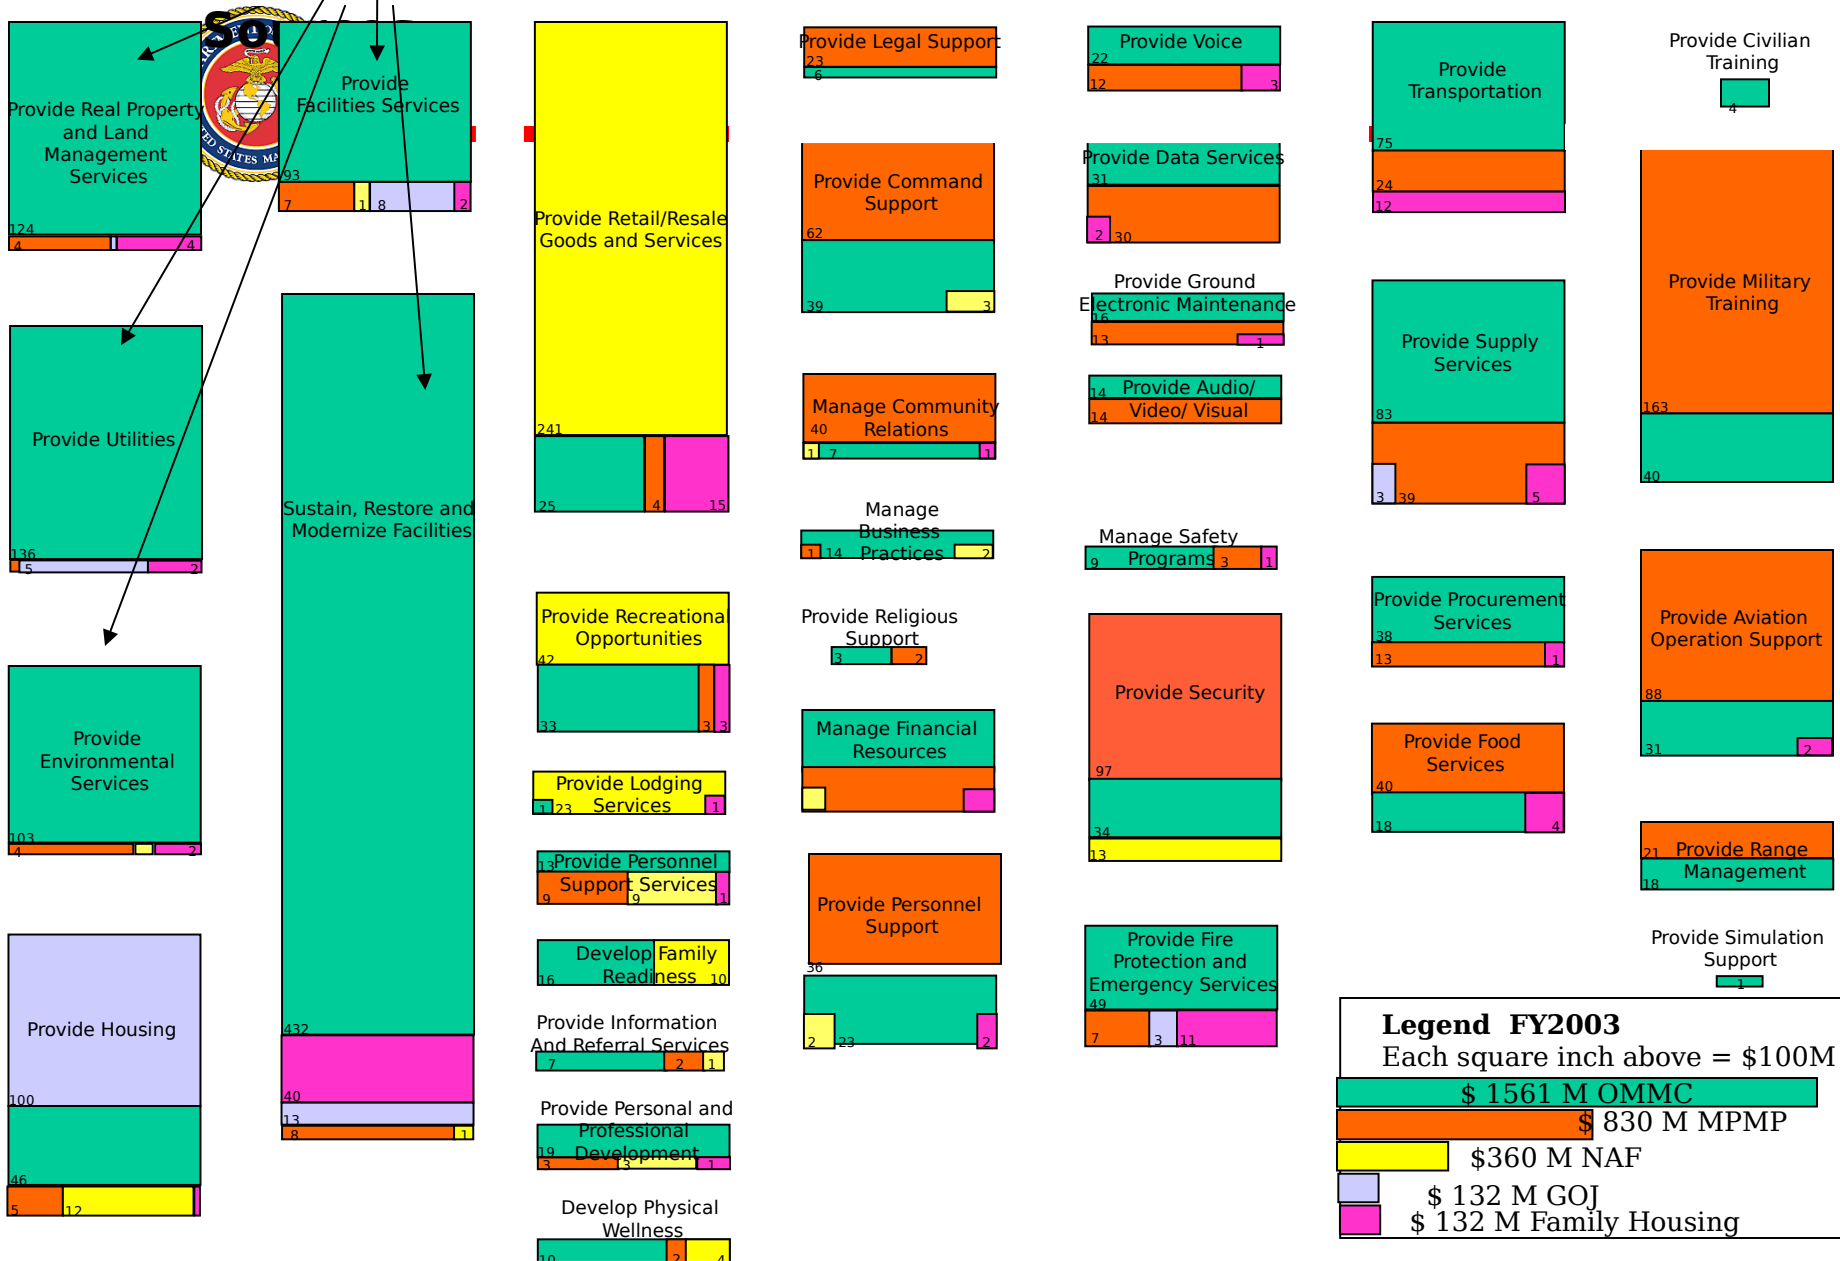 So
Provide Real Property
and Land
Management
Services
124
4
4
Provide Utilities
136
5
2
Provide
Environmental
Services
103
4
2
Provide Housing
100
46
5
12
Provide
Facilities Services
93
7
1
8
2
Sustain, Restore and
Modernize Facilities
432
40
13
8
1
Provide Retail/Resale
Goods and Services
241
25
4
15
Provide Recreational
Opportunities
42
33
3
3
Provide Lodging
Services
1
23
1
Provide Personnel
Support Services
13
9
9
1
Develop Family
Readiness
16
10
Provide Information
And Referral Services
7
2
1
Provide Personal and
Professional
Development
19
3
3
1
Develop Physical
Wellness
10
2
4
Provide Legal Support
23
6
Provide Command
Support
62
39
3
Manage Community
Relations
40
1
7
1
Manage
Business
Practices
1
14
2
Provide Religious
Support
3
2
Manage Financial
Resources
Provide Personnel
Support
36
2
23
2
Provide Voice
22
12
3
Provide Data Services
31
2
30
Provide Ground
Electronic Maintenance
16
13
1
Provide Audio/
Video/ Visual
14
14
Manage Safety
Programs
9
3
1
Provide Security
97
34
13
Provide Fire
Protection and
Emergency Services
49
7
3
11
Provide
Transportation
75
24
12
Provide Supply
Services
83
3
39
5
Provide Procurement
Services
38
13
1
Provide Food
Services
40
18
4
Provide Civilian
Training
4
Provide Military
Training
163
40
Provide Aviation
Operation Support
88
31
2
Provide Range
Management
21
18
Provide Simulation
Support
1
Legend FY2003
Each square inch above = $100M
$ 1561 M OMMC
$ 830 M MPMP
$360 M NAF
$ 132 M GOJ
$ 132 M Family Housing